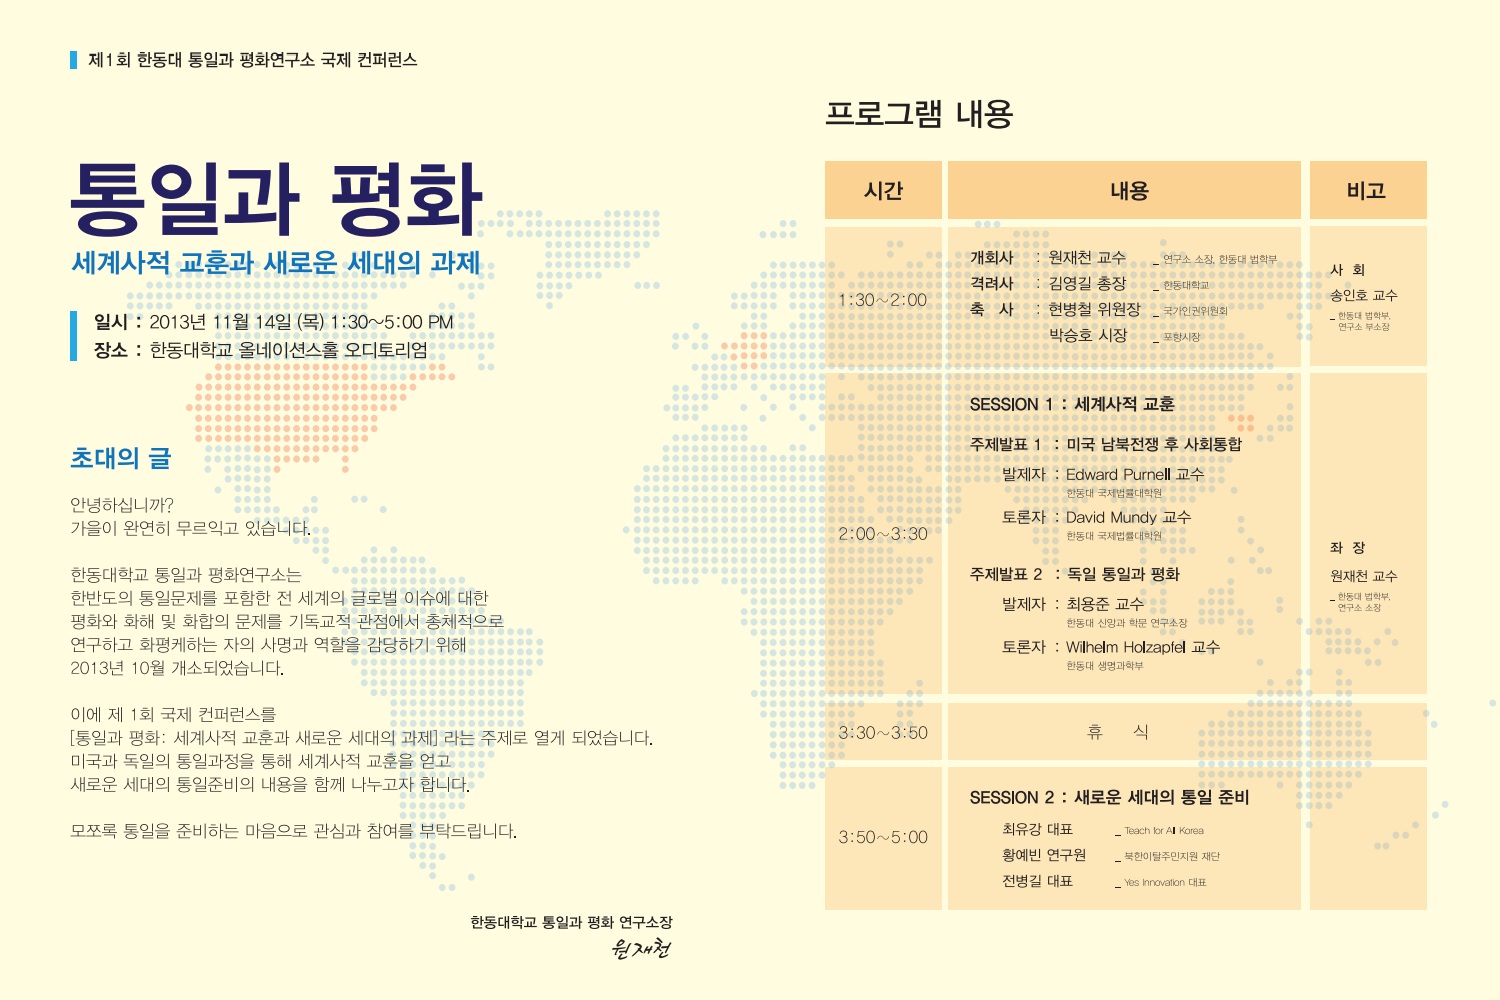 제1회 한동대 통일과 평화연구소 국제 컨퍼런스
통일과 평화
세계사적 교훈과 새로운 세대의 과제
일시 : 2013년 11월 14일 (목) 1:30~5:00 PM
장소 : 한동대학교 올네이션스홀 오디토리엄
초대의 글
안녕하십니까?
가을이 완연히 무르익고 있습니다.
한동대학교 통일과 평화연구소는
한반도의 통일문제를 포함한 전 세계의 글로벌 이슈에 대한
평화와 화해 및 화합의 문제를 기독교적 관점에서 총체적으로
연구하고 화평케하는 자의 사명과 역할을 감당하기 위해
2013년 10월 개소되었습니다.
이에 제 1회 국제 컨퍼런스를
[통일과 평화: 세계사적 교훈과 새로운 세대의 과제] 라는 주제로 열게 되었습니다.
미국과 독일의 통일과정을 통해 세계사적 교훈을 얻고
새로운 세대의 통일준비의 내용을 함께 나누고자 합니다.
모쪼록 통일을 준비하는 마음으로 관심과 참여를 부탁드립니다.
한동대학교 통일과 평화 연구소장
원재천
프로그램 내용
시간 내용 비고
1:30~2:00
개회사 : 원재천 교수 _ 연구소 소장, 한동대 법학부
격려사 : 김영길 총장 _ 한동대학교
축 사 : 현병철 위원장 _ 국가인권위원회
박승호 시장 _ 포항시장
사 회
송인호 교수
_ 한동대 법학부,
연구소 부소장
2:00~3:30
SESSION 1 : 세계사적 교훈
주제발표 1 : 미국 남북전쟁 후 사회통합
발제자 : Edward Purnell 교수
한동대 국제법률대학원
토론자 : David Mundy 교수
한동대 국제법률대학원
주제발표 2 : 독일 통일과 평화
발제자 : 최용준 교수
한동대 신앙과 학문 연구소장
토론자 : Wilhelm Holzapfel 교수
한동대 생명과학부
좌 장
원재천 교수
_ 한동대 법학부,
연구소 소장
3:30~3:50 휴 식
3:50~5:00
SESSION 2 : 새로운 세대의 통일 준비
최유강 대표 _ Teach for All Korea
황예빈 연구원 _ 북한이탈주민지원 재단
전병길 대표 _ Yes Innovation 대표